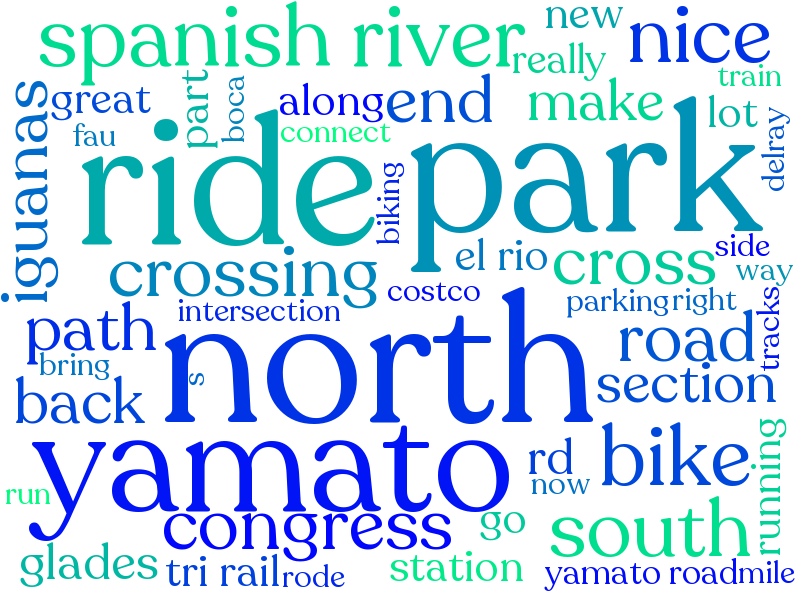 spanish river
new
nice
really
train
iguanas
great
part
boca
along
end
make
lot
delray
fau
connect
ride
park
biking
crossing
el rio
cross
side
way
costco
parking
right
tracks
intersection
path
north
road
bring
s
section
back
yamato
bike
running
rd
now
run
congress
go
south
glades
tri rail
rode
station
yamato road
mile